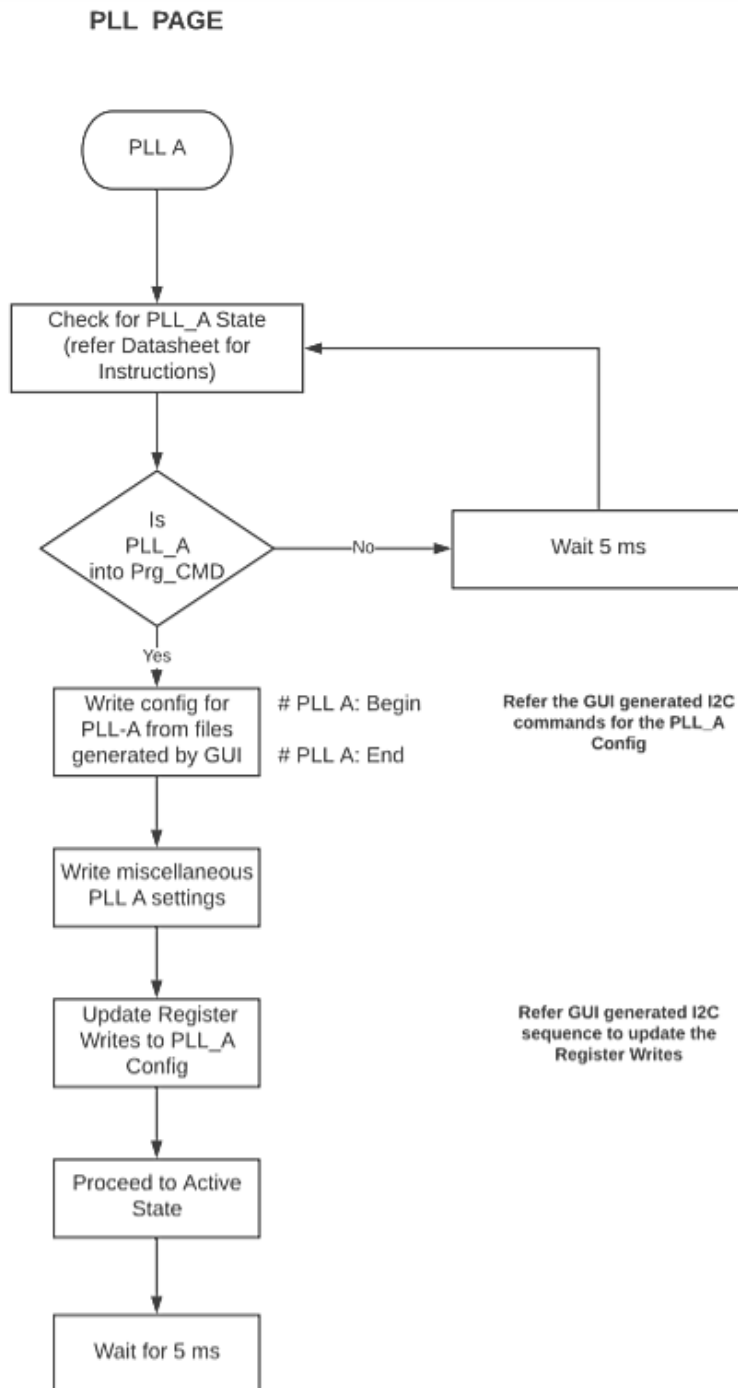 PLL PAGE
PLL A
Check for PLL_A State
(refer Datasheet for
Instructions)
Is
PLL_A
into Prg_CMD
No
Wait 5 ms
Yes
Write config for
PLL-A from files
generated by GUI
# PLL A: Begin
# PLL A: End
Refer the GUI generated I2C
commands for the PLL_A
Config
Write miscellaneous
PLL A settings
Update Register
Writes to PLL_A
Config
Refer GUI generated I2C
sequence to update the
Register Writes
Proceed to Active
State
Wait for 5 ms